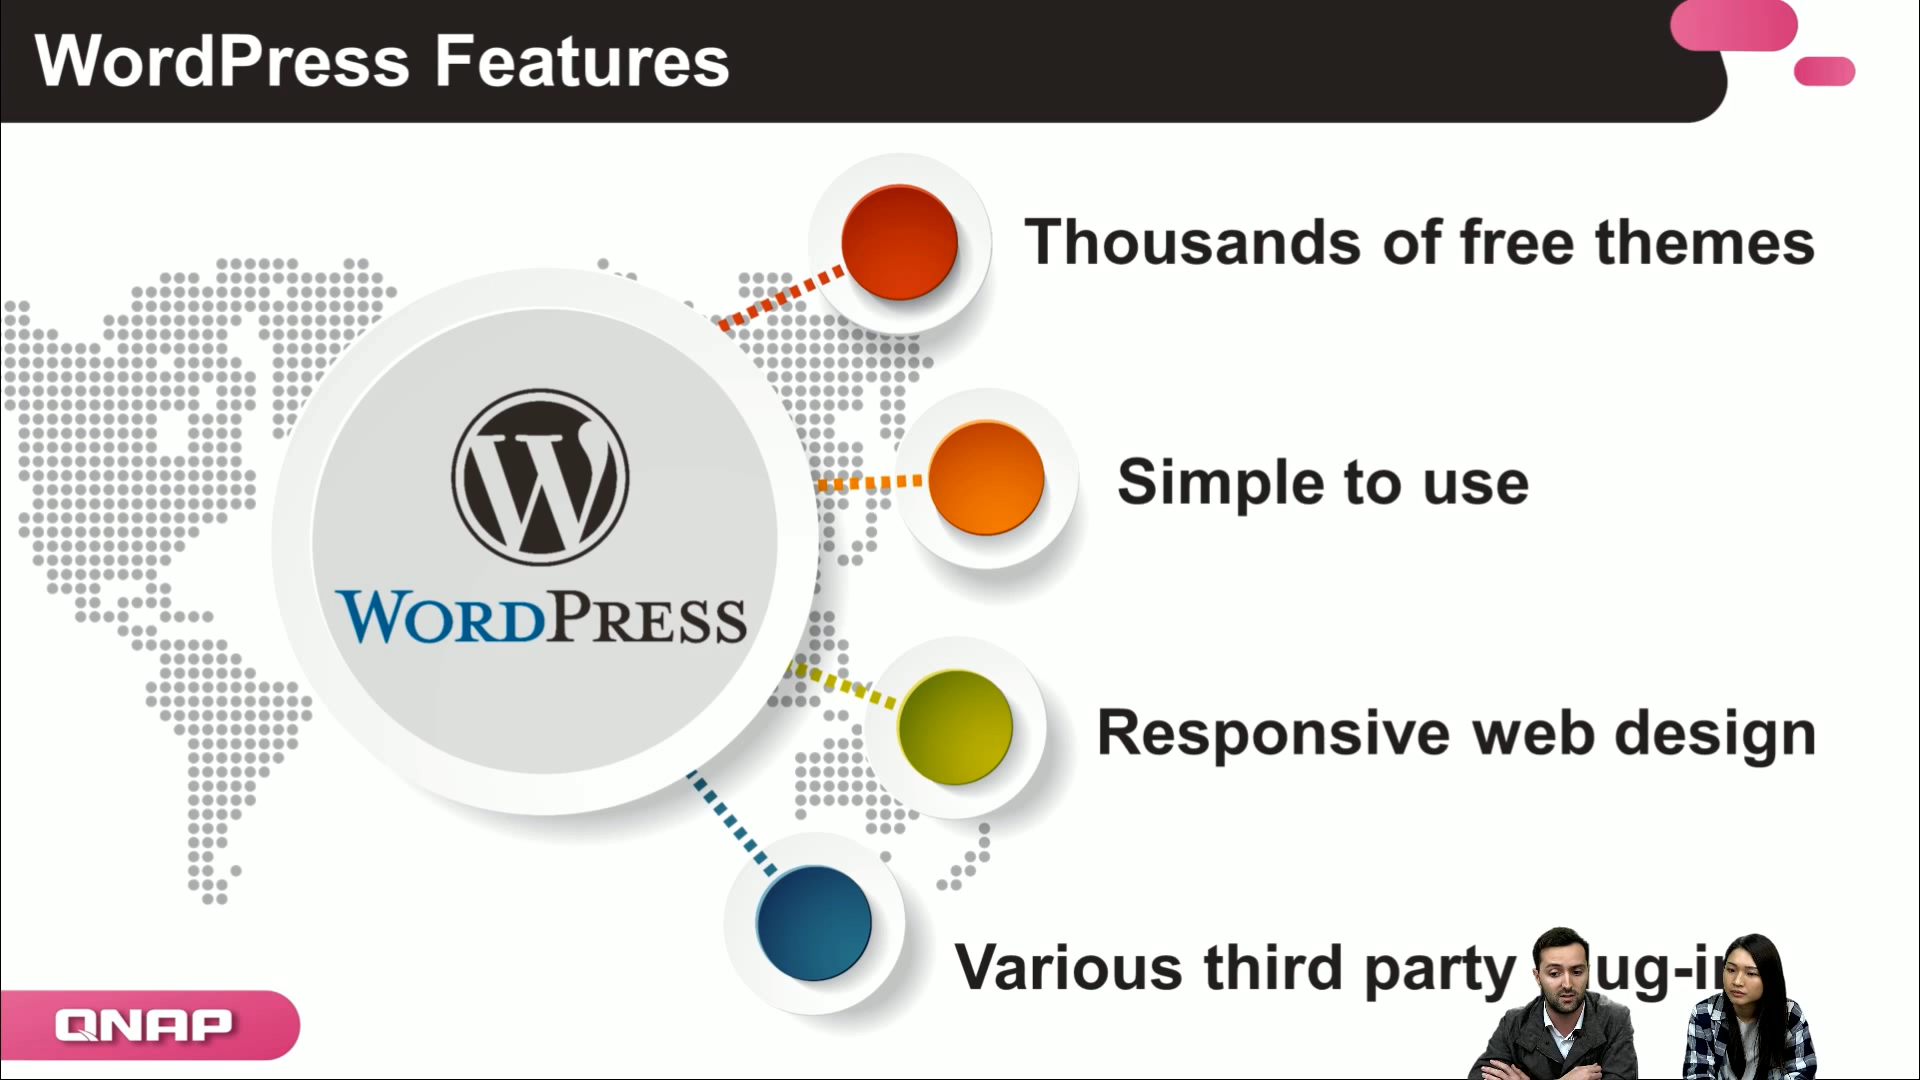 WordPress Features
Thousands of free themes
Simple to use
W
WORDPRESS
Responsive web design
Various third party
QNAP